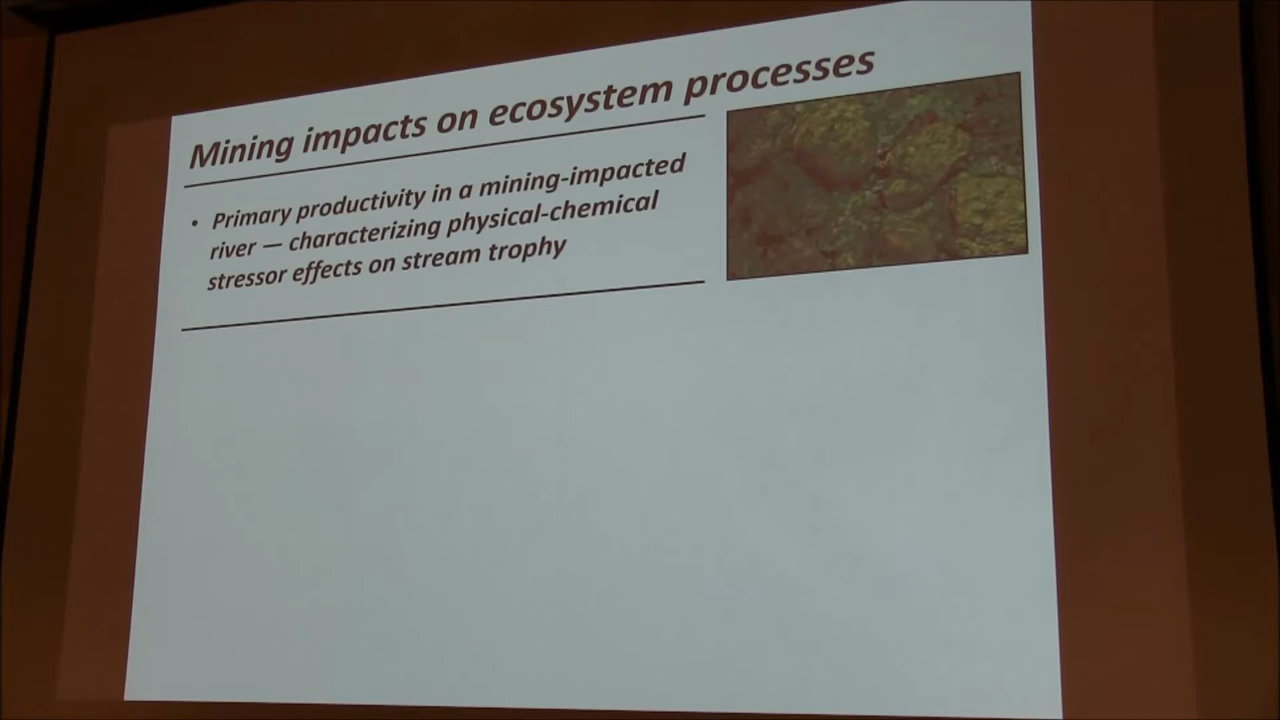 Mining impacts on ecosystem processes
• Primary productivity in a mining-impacted
river — characterizing physical-chemical
stressor effects on stream trophy